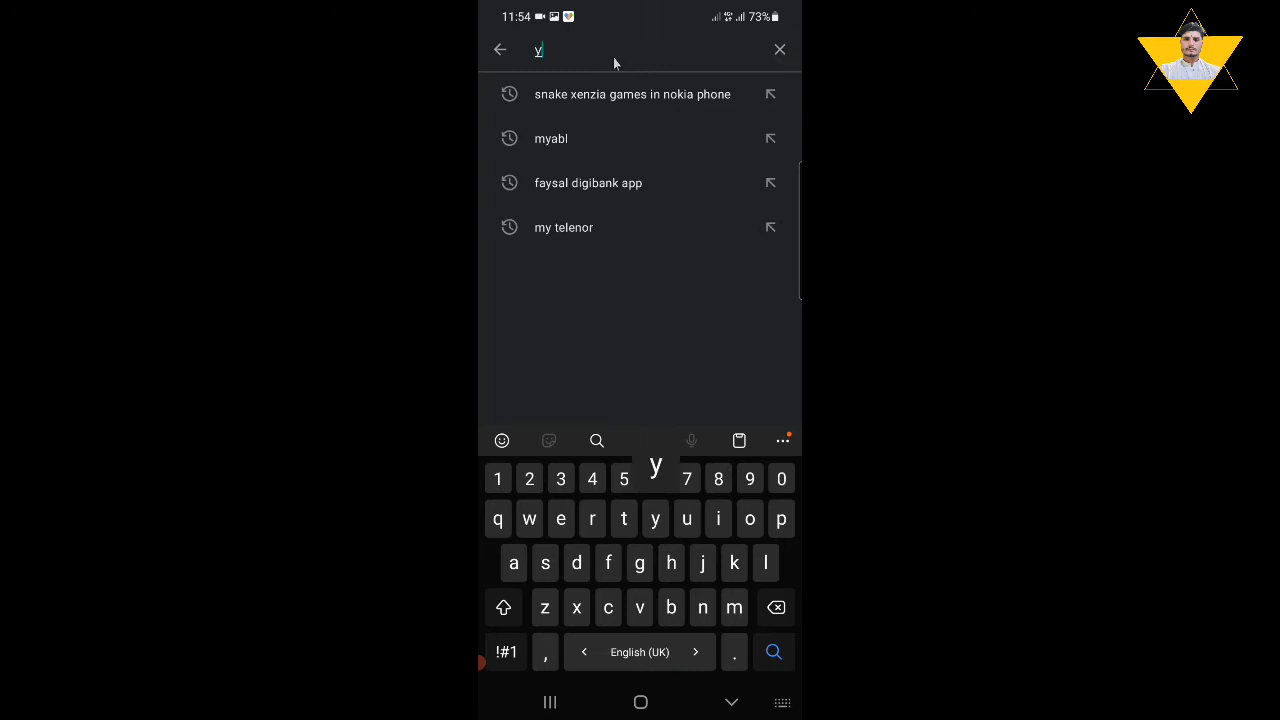 11:54 73%
y
snake xenzia games in nokia phone
myabl
faysal digibank app
my telenor
y
1 2 3 4 5 7 8 9 0
q w e r t y u i o p
a s d f g h j k l
z x c v b n m
!#1 , < English (UK) > .